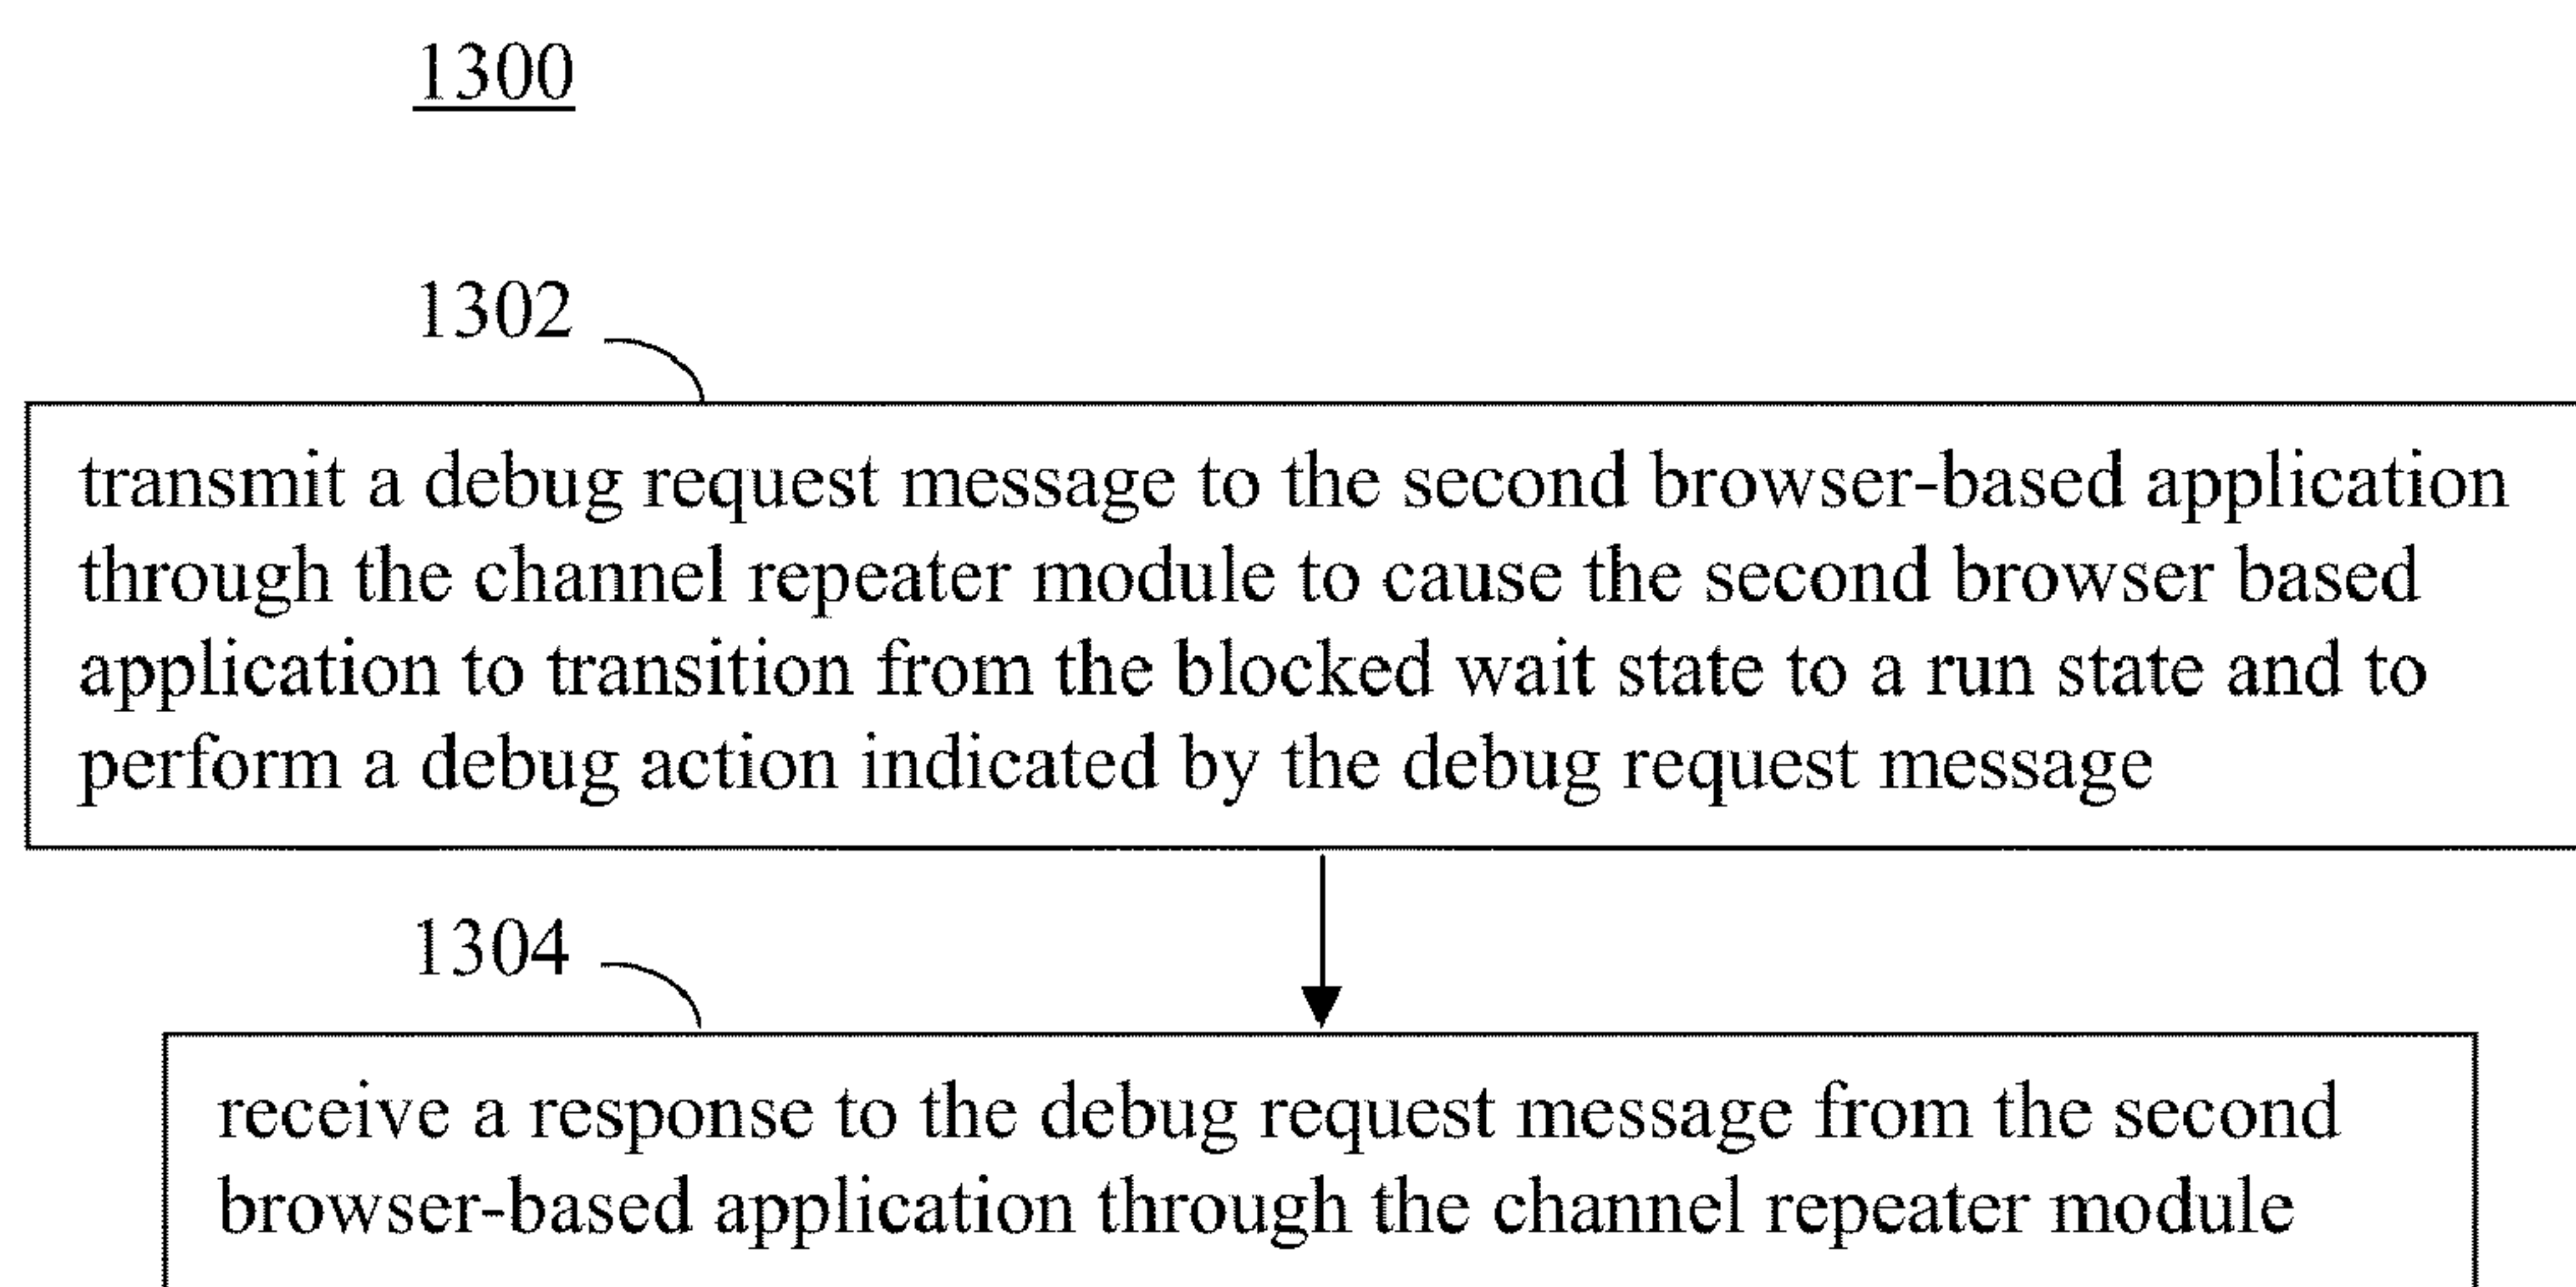 1300
1302
transmit a debug request message to the second browser-based application
through the channel repeater module to cause the second browser based
application to transition from the blocked wait state to a run state and to
perform a debug action indicated by the debug request message
1304
receive a response to the debug request message from the second
browser-based application through the channel repeater module